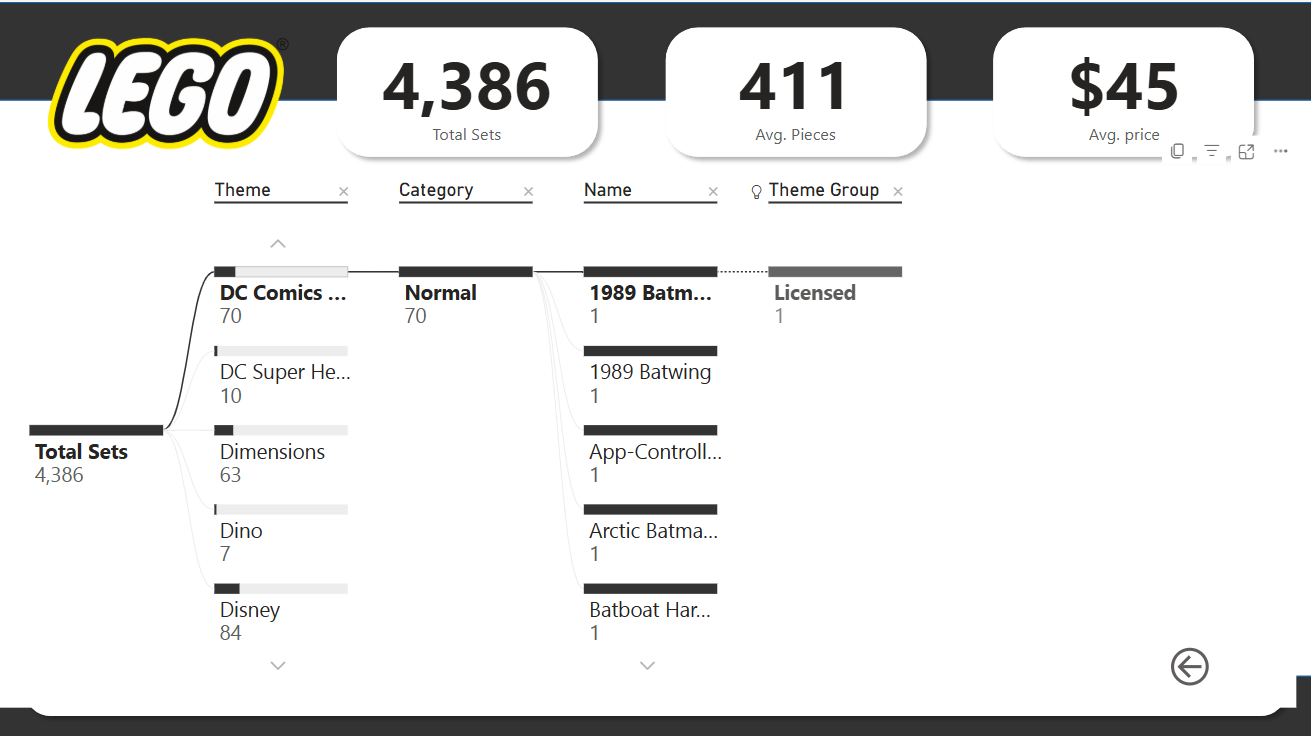 LEGO
®
4,386
Total Sets
411
Avg. Pieces
$45
Avg. price
Theme
Category
Name
Theme Group
DC Comics ...
70
DC Super He...
10
Total Sets
4,386
Dimensions
63
Dino
7
Disney
84
Normal
70
1989 Batm...
1
1989 Batwing
1
App-Controll...
1
Arctic Batma...
1
Batboat Har...
1
Licensed
1